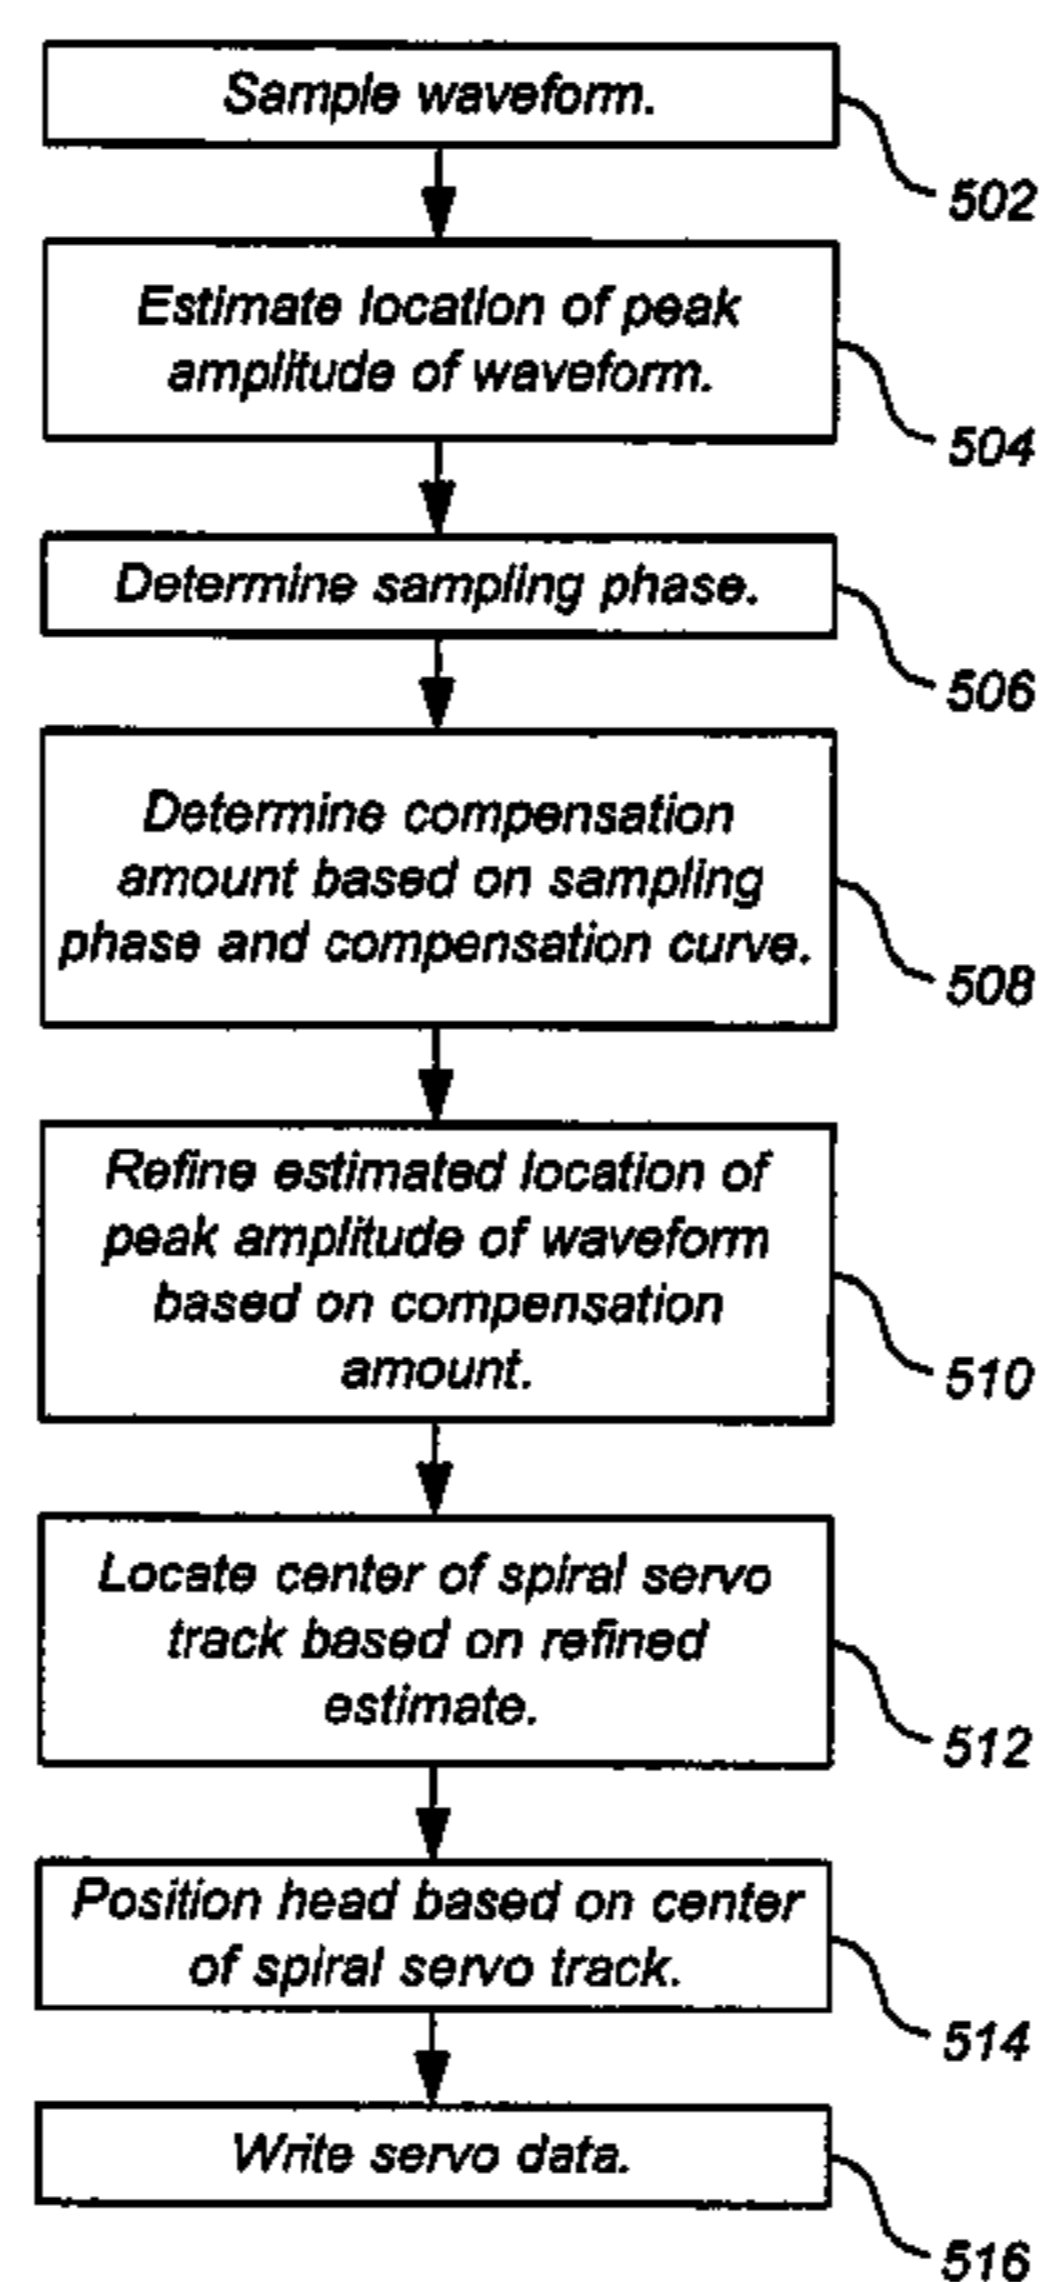 Sample waveform.
502
Estimate location of peak
amplitude of waveform.
504
Determine sampling phase.
506
Determine compensation
amount based on sampling
phase and compensation curve.
508
Refine estimated location of
peak amplitude of waveform
based on compensation
amount.
510
Locate center of spiral servo
track based on refined
estimate.
512
Position head based on center
of spiral servo track.
514
Write servo data.
516